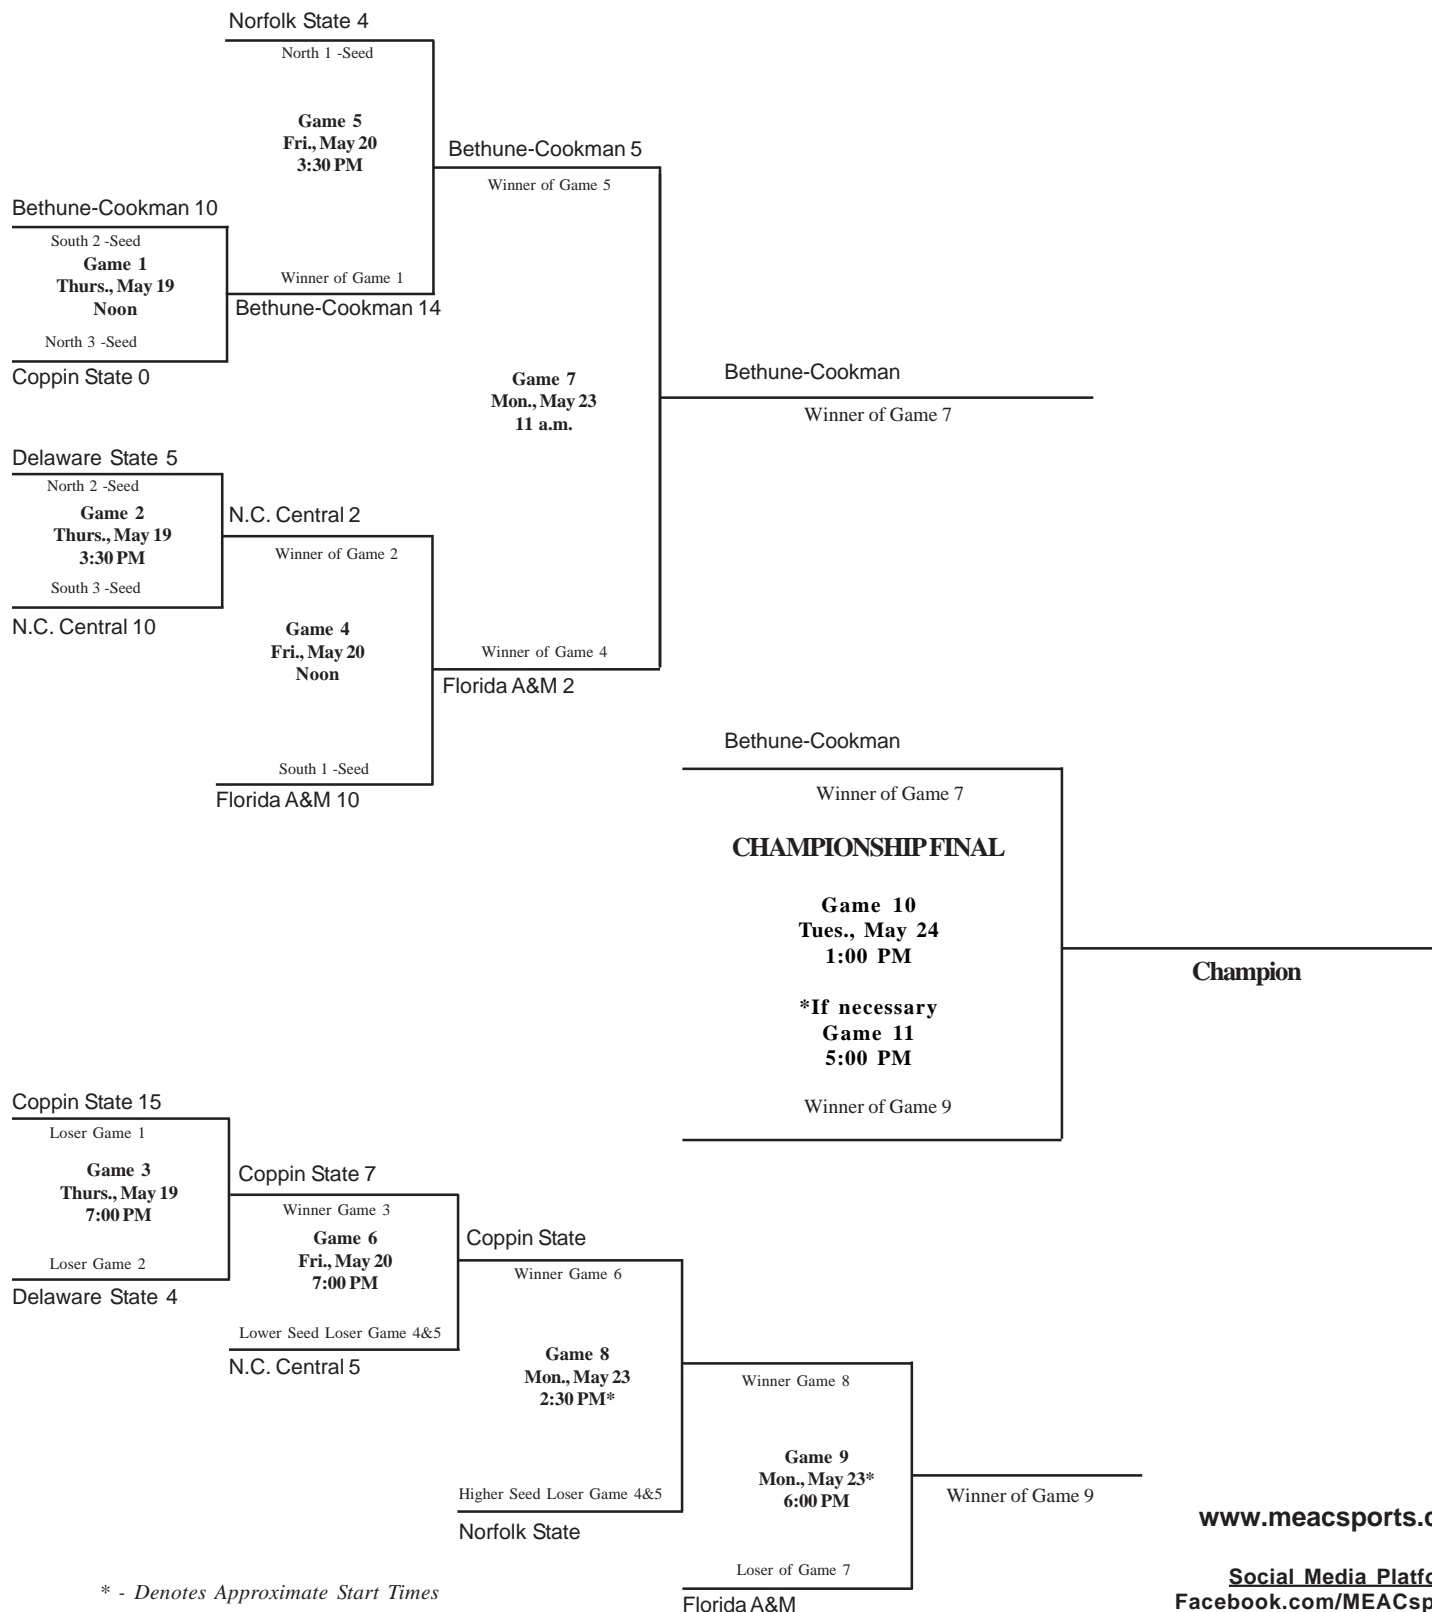 Norfolk State 4
North 1 -Seed
Game 5
Fri., May 20
3:30 PM
Bethune-Cookman 5
Winner of Game 5
Bethune-Cookman 10
South 2 -Seed
Game 1
Thurs., May 19
Noon
North 3 -Seed
Coppin State 0
Winner of Game 1
Bethune-Cookman 14
Game 7
Mon., May 23
11 a.m.
Bethune-Cookman
Winner of Game 7
Delaware State 5
North 2 -Seed
Game 2
Thurs., May 19
3:30 PM
South 3 -Seed
N.C. Central 10
N.C. Central 2
Winner of Game 2
Game 4
Fri., May 20
Noon
Winner of Game 4
Florida A&M 2
South 1 -Seed
Florida A&M 10
Bethune-Cookman
Winner of Game 7
CHAMPIONSHIP FINAL
Game 10
Tues., May 24
1:00 PM
*If necessary
Game 11
5:00 PM
Winner of Game 9
Champion
Coppin State 15
Loser Game 1
Game 3
Thurs., May 19
7:00 PM
Loser Game 2
Delaware State 4
Coppin State 7
Winner Game 3
Game 6
Fri., May 20
7:00 PM
Lower Seed Loser Game 4&5
N.C. Central 5
Coppin State
Winner Game 6
Game 8
Mon., May 23
2:30 PM*
Higher Seed Loser Game 4&5
Norfolk State
Winner Game 8
Game 9
Mon., May 23*
6:00 PM
Loser of Game 7
Florida A&M
Winner of Game 9
www.meacsports.c
Social Media Platfo
Facebook.com/MEACsp
* - Denotes Approximate Start Times